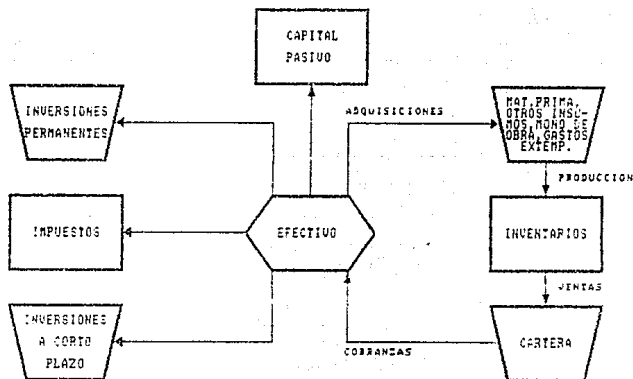 CAPITAL
PASIVO
INVERSIONES
PERMANENTES
ADQUISICIONES
MAT.PRIMA,
OTROS INSU-
MOS,MONO DE
OBRA,GASTOS
EXTEMP.
PRODUCCION
IMPUESTOS
EFECTIVO
INVENTARIOS
VENTAS
INVERSIONES
A CORTO
PLAZO
COBRANZAS
CARTERA